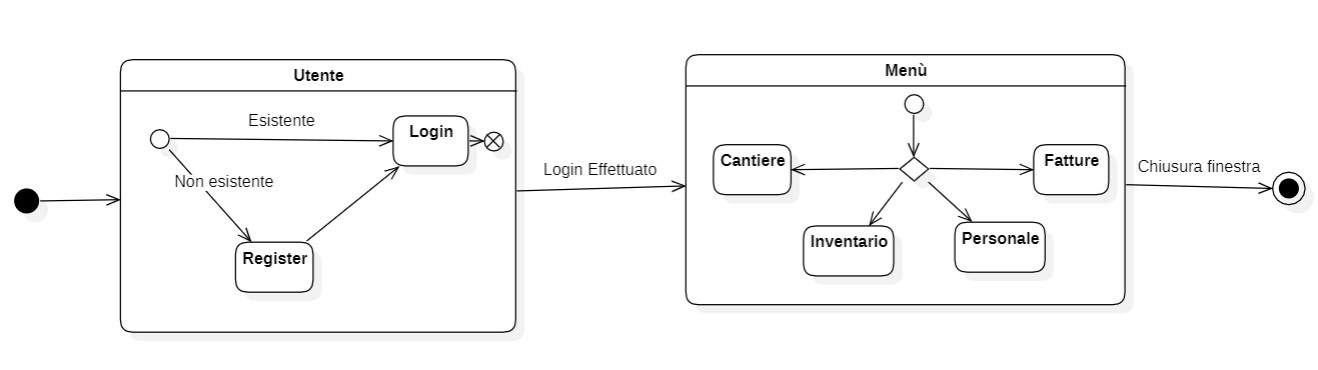 Utente
Esistente
Login
Non esistente
Register
Login Effettuato
Menù
Cantiere
Fatture
Inventario
Personale
Chiusura finestra